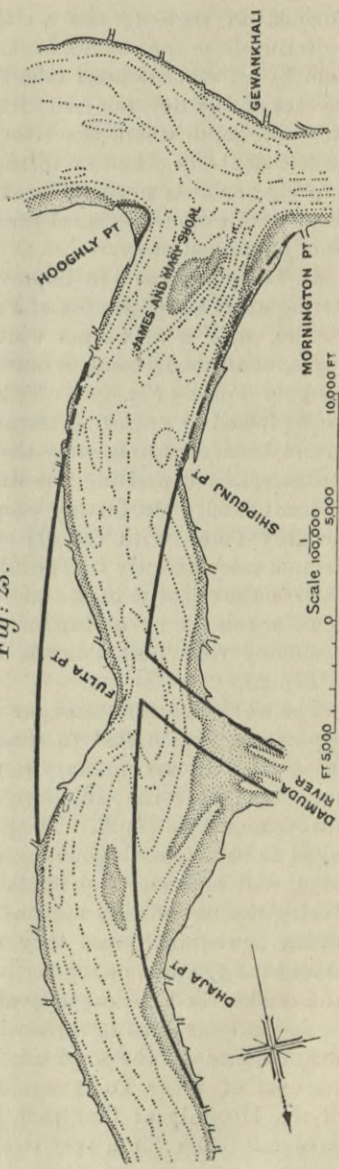 Fig: 23.
HOOGHLY PT
GEWANKHALI
JAMES AND MARY SHOAL
MORNINGTON PT
FULTA PT
SHIPGUNJ PT
DAMUDA
RIVER
DHAJA PT
Scale 1/100,000
FT 5,000 0 5,000 10,000 FT